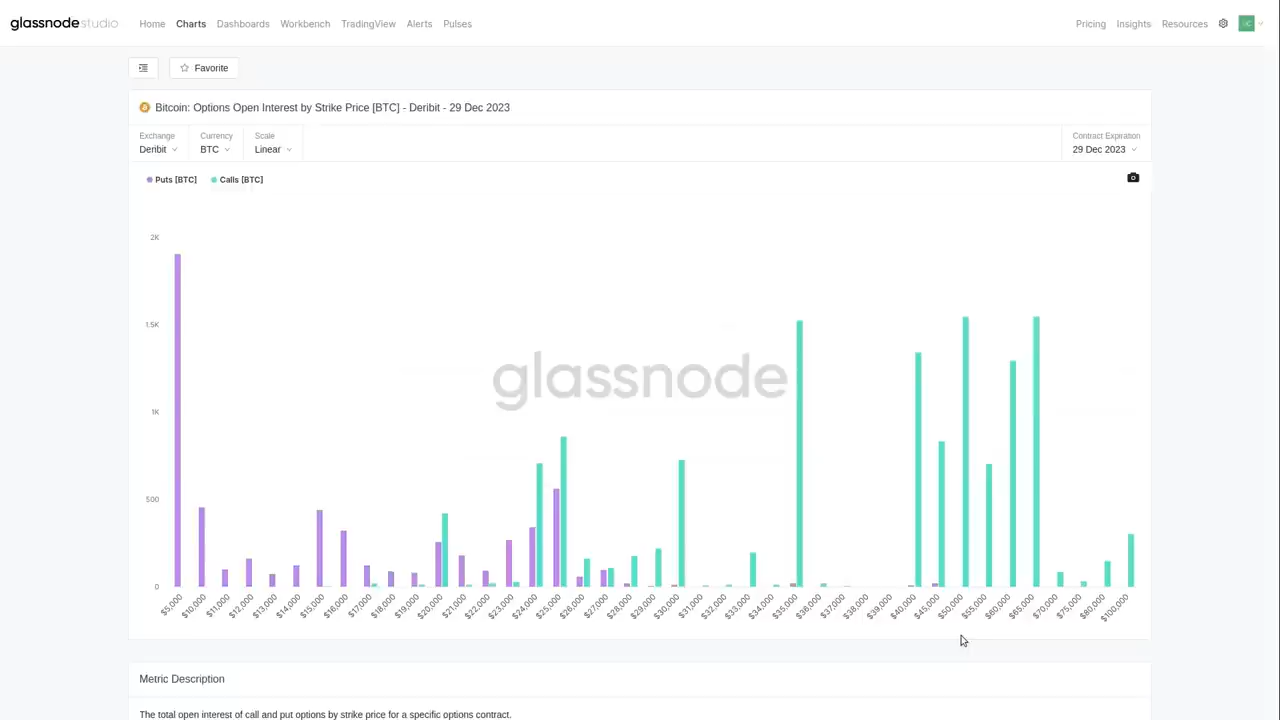 glassnodestudio Home Charts Dashboards Workbench TradingView Alerts Pulses Pricing Insights Resources
Favorite
Bitcoin: Options Open Interest by Strike Price [BTC] - Deribit - 29 Dec 2023
Exchange Currency Scale Contract Expiration
Deribit BTC Linear 29 Dec 2023
Puts [BTC] Calls [BTC]
2K
1.5K
1K
500
0
glassnode
$5,000 $10,000 $11,000 $12,000 $13,000 $14,000 $15,000 $16,000 $17,000 $18,000 $19,000 $20,000 $21,000 $22,000 $23,000 $24,000 $25,000 $26,000 $27,000 $28,000 $29,000 $30,000 $31,000 $32,000 $33,000 $34,000 $35,000 $36,000 $37,000 $38,000 $39,000 $40,000 $45,000 $50,000 $55,000 $60,000 $65,000 $70,000 $75,000 $80,000 $100,000
Metric Description
The total open interest of call and put options by strike price for a specific options contract.